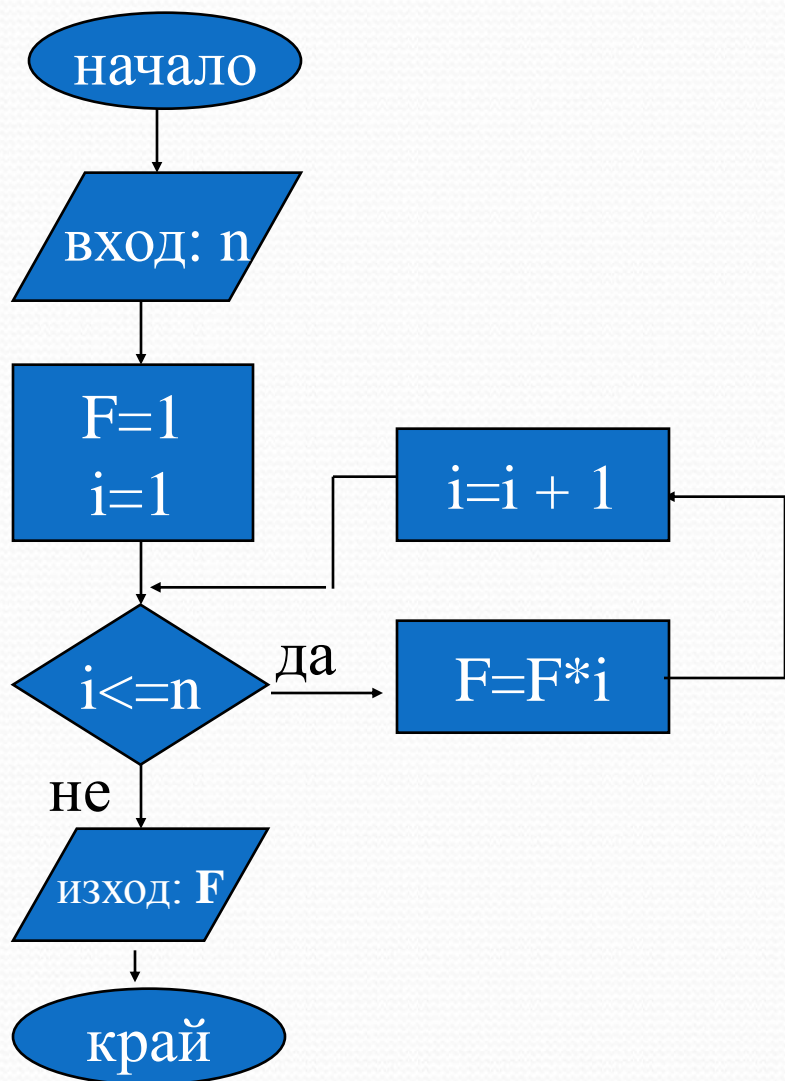 начало
вход: n
F=1
i=1
i=i + 1
i<=n
да
F=F*i
не
изход: F
край